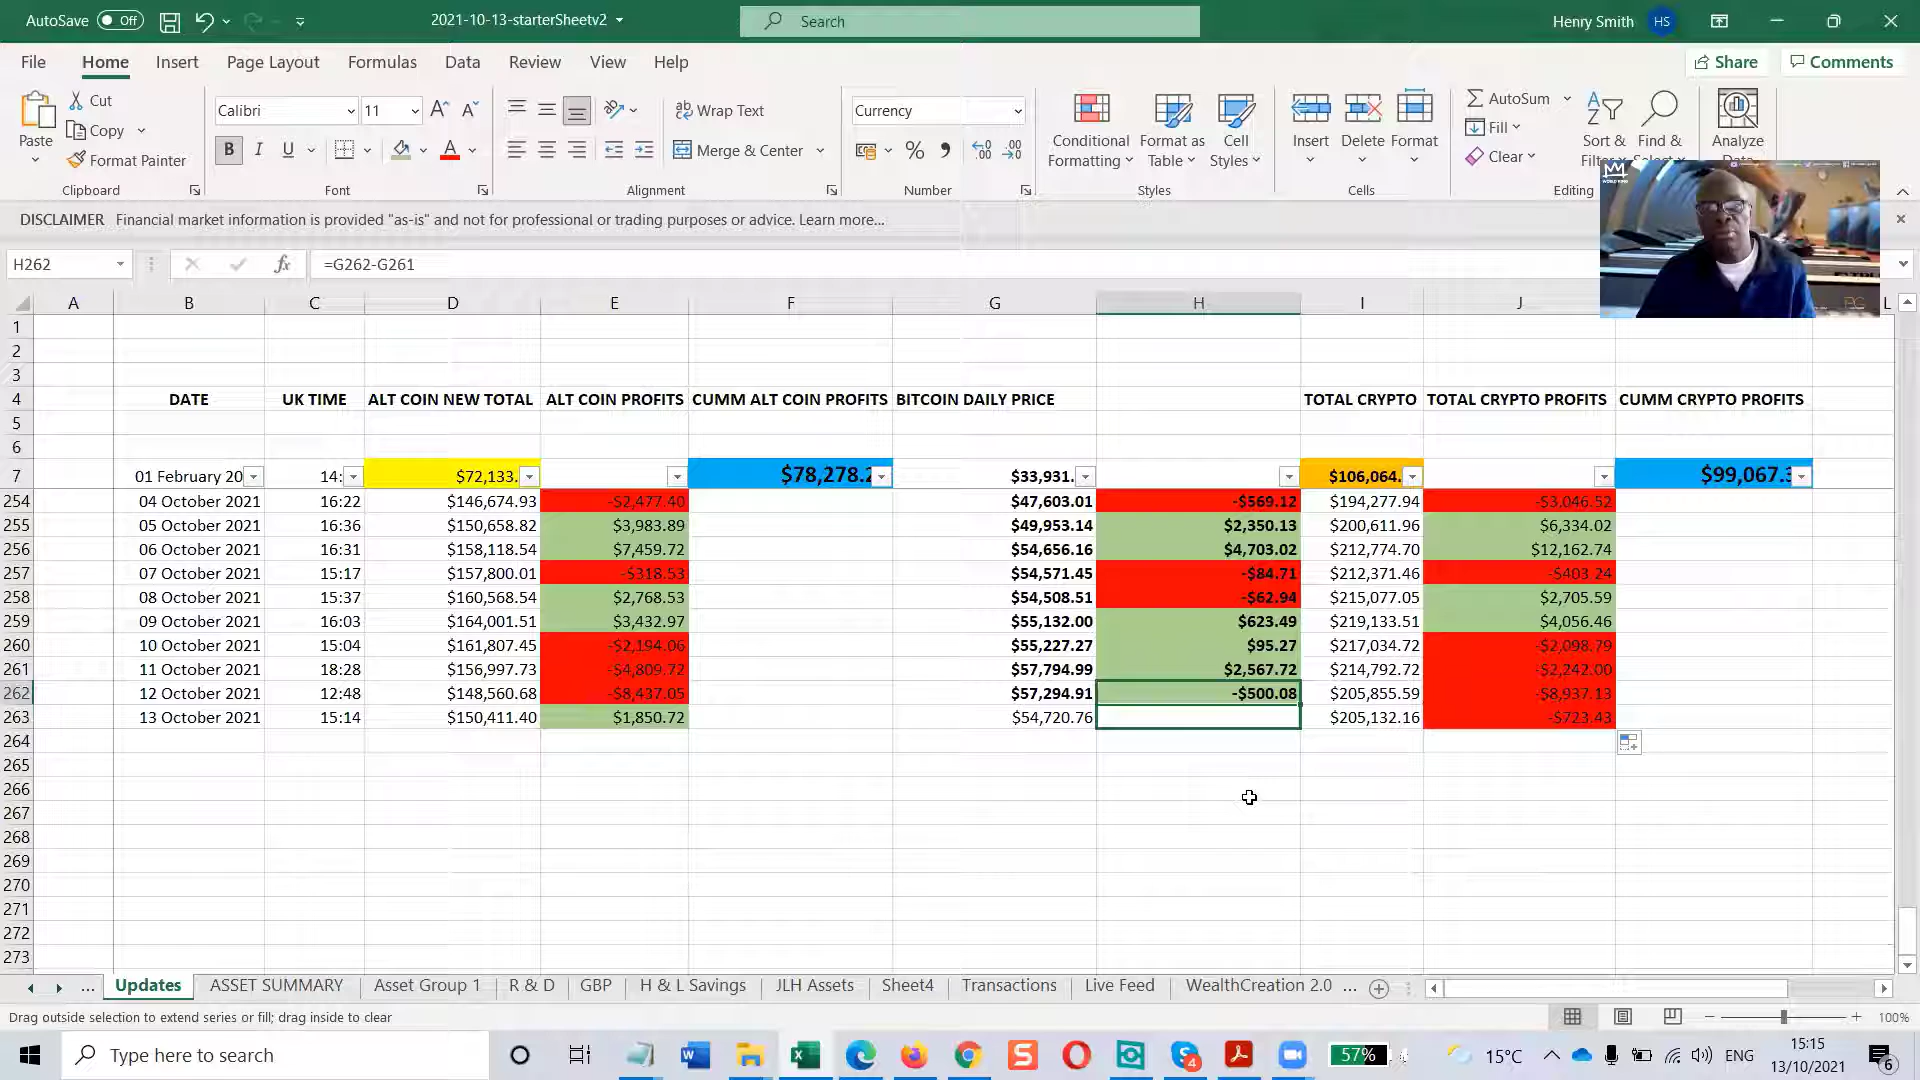 AutoSave Off 2021-10-13-starterSheetv2 Search Henry Smith HS
File Home Insert Page Layout Formulas Data Review View Help Share Comments
Paste Cut Copy Format Painter Clipboard
Calibri 11 B I U Font
Wrap Text Merge & Center Alignment
Currency Number
Conditional Formatting Format as Table Cell Styles Styles
Insert Delete Format Cells
AutoSum Fill Clear Sort & Find & Editing
Analyze
DISCLAIMER Financial market information is provided "as-is" and not for professional or trading purposes or advice. Learn more...
H262 fx =G262-G261
A B C D E F G H I J L
1
2
3
4 DATE UK TIME ALT COIN NEW TOTAL ALT COIN PROFITS CUMM ALT COIN PROFITS BITCOIN DAILY PRICE TOTAL CRYPTO TOTAL CRYPTO PROFITS CUMM CRYPTO PROFITS
5
6
7 01 February 20 14: $72,133. $78,278. $33,931. $106,064. $99,067.
254 04 October 2021 16:22 $146,674.93 -$2,477.40 $47,603.01 -$569.12 $194,277.94 -$3,046.52
255 05 October 2021 16:36 $150,658.82 $3,983.89 $49,953.14 $2,350.13 $200,611.96 $6,334.02
256 06 October 2021 16:31 $158,118.54 $7,459.72 $54,656.16 $4,703.02 $212,774.70 $12,162.74
257 07 October 2021 15:17 $157,800.01 -$318.53 $54,571.45 -$84.71 $212,371.46 -$403.24
258 08 October 2021 15:37 $160,568.54 $2,768.53 $54,508.51 -$62.94 $215,077.05 $2,705.59
259 09 October 2021 16:03 $164,001.51 $3,432.97 $55,132.00 $623.49 $219,133.51 $4,056.46
260 10 October 2021 15:04 $161,807.45 -$2,194.06 $55,227.27 $95.27 $217,034.72 -$2,098.79
261 11 October 2021 18:28 $156,997.73 -$4,809.72 $57,794.99 $2,567.72 $214,792.72 -$2,242.00
262 12 October 2021 12:48 $148,560.68 -$8,437.05 $57,294.91 -$500.08 $205,855.59 -$8,937.13
263 13 October 2021 15:14 $150,411.40 $1,850.72 $54,720.76 $205,132.16 -$723.43
264
265
266
267
268
269
270
271
272
273
... Updates ASSET SUMMARY Asset Group 1 R & D GBP H & L Savings JLH Assets Sheet4 Transactions Live Feed WealthCreation 2.0 ...
Drag outside selection to extend series or fill; drag inside to clear 100%
Type here to search 57% 15°C ENG 15:15
13/10/2021 6